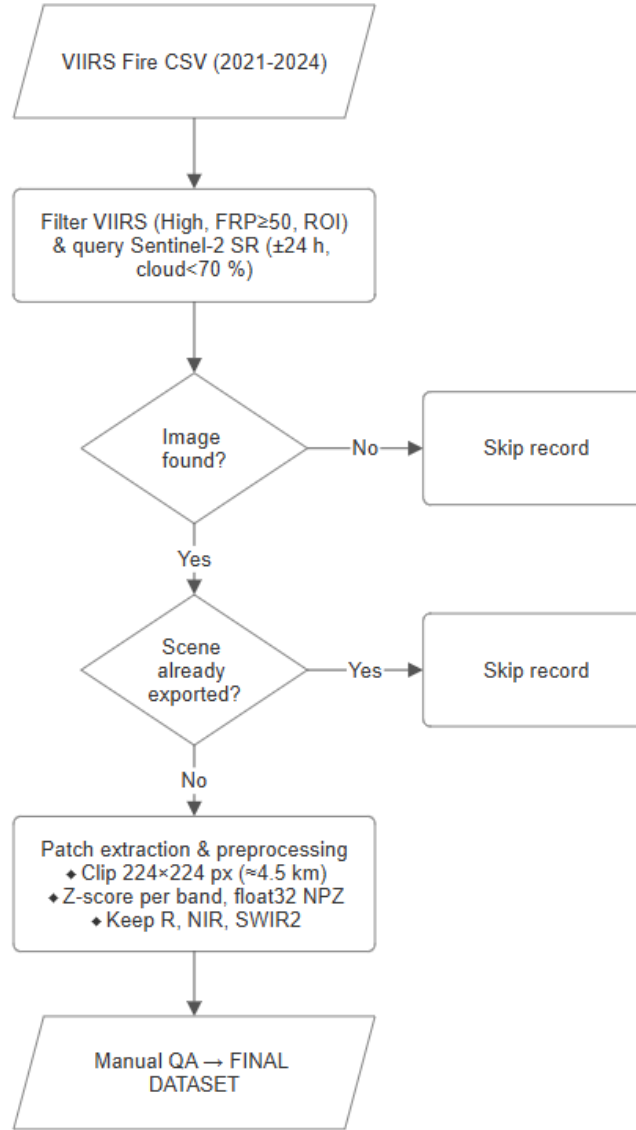 VIIRS Fire CSV (2021-2024)
Filter VIIRS (High, FRP≥50, ROI)
& query Sentinel-2 SR (±24 h,
cloud<70 %)
Image
found?
No
Skip record
Yes
Scene
already
exported?
Yes
Skip record
No
Patch extraction & preprocessing
◆ Clip 224×224 px (≈4.5 km)
◆ Z-score per band, float32 NPZ
◆ Keep R, NIR, SWIR2
Manual QA → FINAL
DATASET